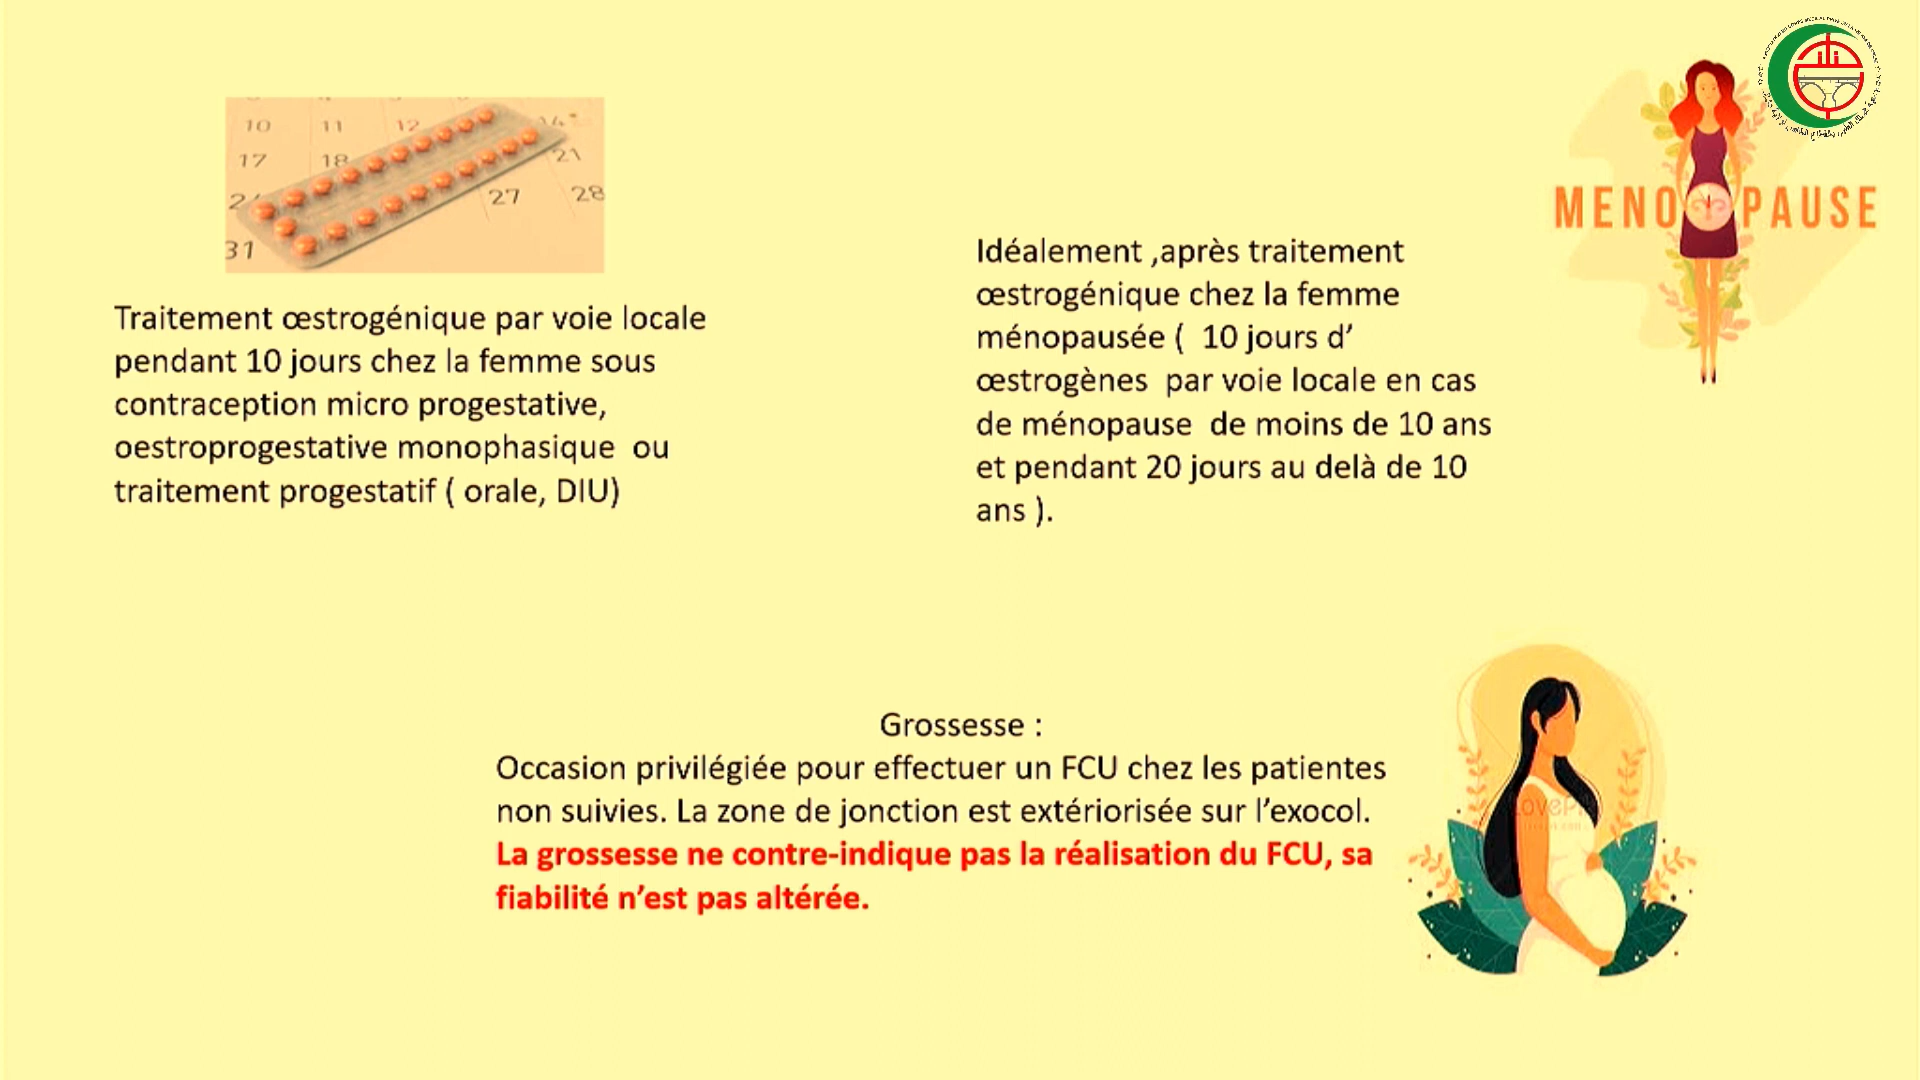 10 11 12 14
17 18 21
27 28
31
Traitement œstrogénique par voie locale
pendant 10 jours chez la femme sous
contraception micro progestative,
oestroprogestative monophasique  ou
traitement progestatif ( orale, DIU)
MENOPAUSE
Idéalement ,après traitement
œstrogénique chez la femme
ménopausée (  10 jours d’
œstrogènes  par voie locale en cas
de ménopause  de moins de 10 ans
et pendant 20 jours au delà de 10
ans ).
Grossesse :
Occasion privilégiée pour effectuer un FCU chez les patientes
non suivies. La zone de jonction est extériorisée sur l’exocol.
La grossesse ne contre-indique pas la réalisation du FCU, sa
fiabilité n’est pas altérée.